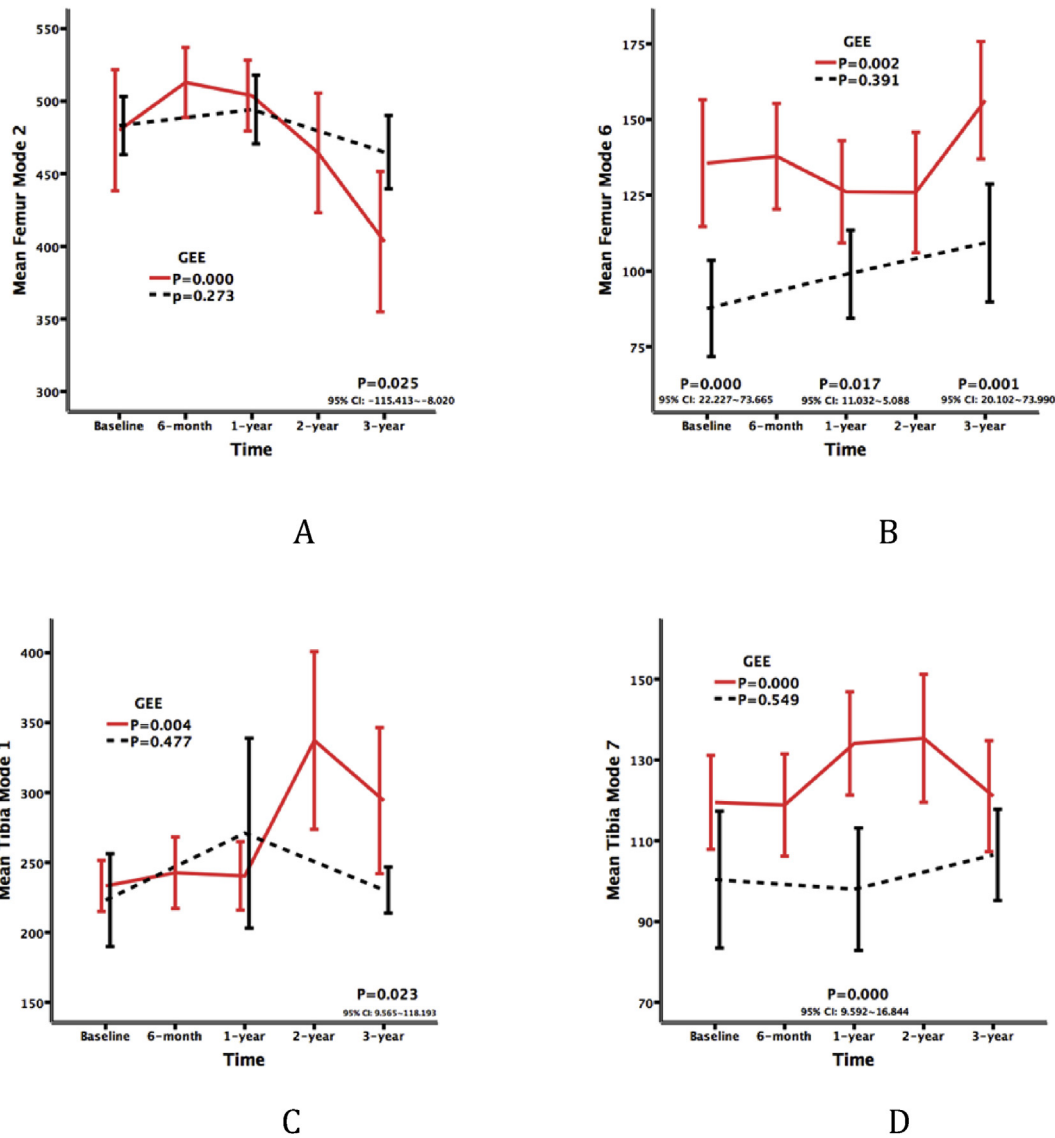 550
500
450
400
350
300
Mean Femur Mode 2
GEE
P=0.000
p=0.273
P=0.025
95% CI: −115.413~−8.020
Baseline 6-month 1-year 2-year 3-year
Time
A
175
150
125
100
75
Mean Femur Mode 6
GEE
P=0.002
P=0.391
P=0.000 P=0.017 P=0.001
95% CI: 22.227~73.665 95% CI: 11.032~5.088 95% CI: 20.102~73.990
Baseline 6-month 1-year 2-year 3-year
Time
B
400
350
300
250
200
150
Mean Tibia Mode 1
GEE
P=0.004
P=0.477
P=0.023
95% CI: 9.565~118.193
Baseline 6-month 1-year 2-year 3-year
Time
C
150
130
110
90
70
Mean Tibia Mode 7
GEE
P=0.000
P=0.549
P=0.000
95% CI: 9.592~16.844
Baseline 6-month 1-year 2-year 3-year
Time
D